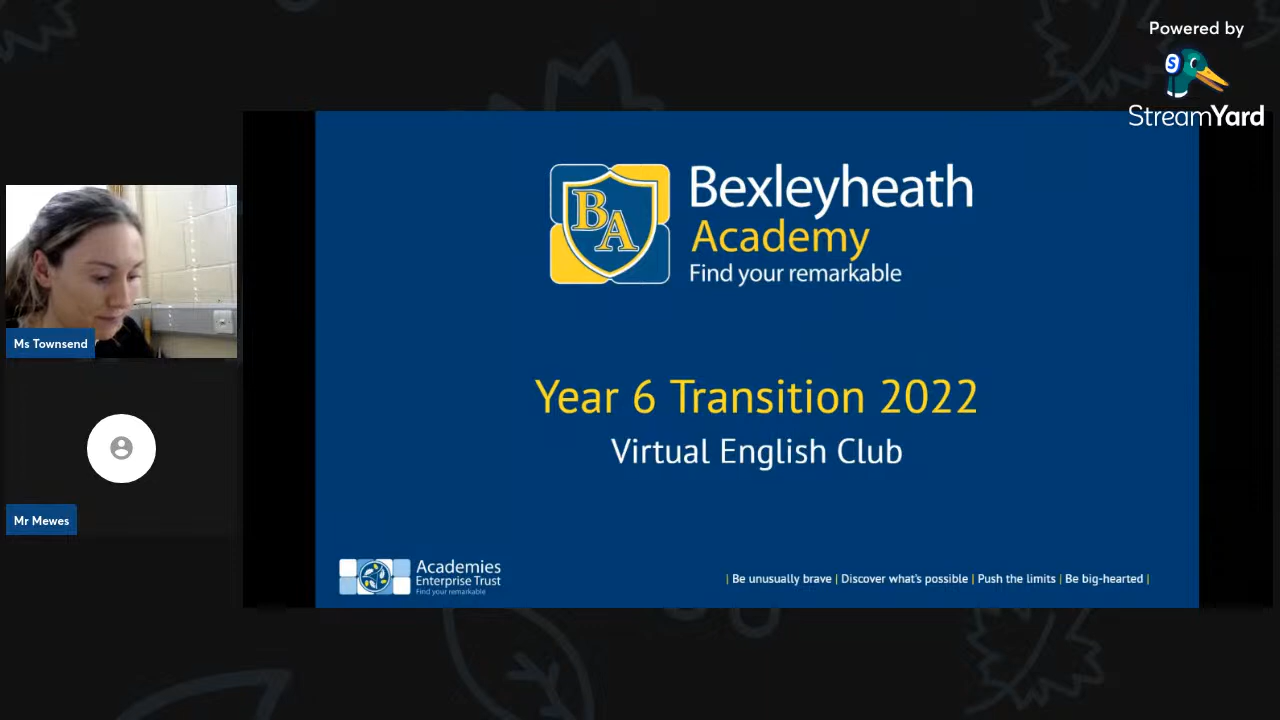 Powered by
S
StreamYard
BA
Bexleyheath
Academy
Find your remarkable
Ms Townsend
Year 6 Transition 2022
Virtual English Club
Mr Mewes
Academies
Enterprise Trust
Find your remarkable
| Be unusually brave | Discover what's possible | Push the limits | Be big-hearted |